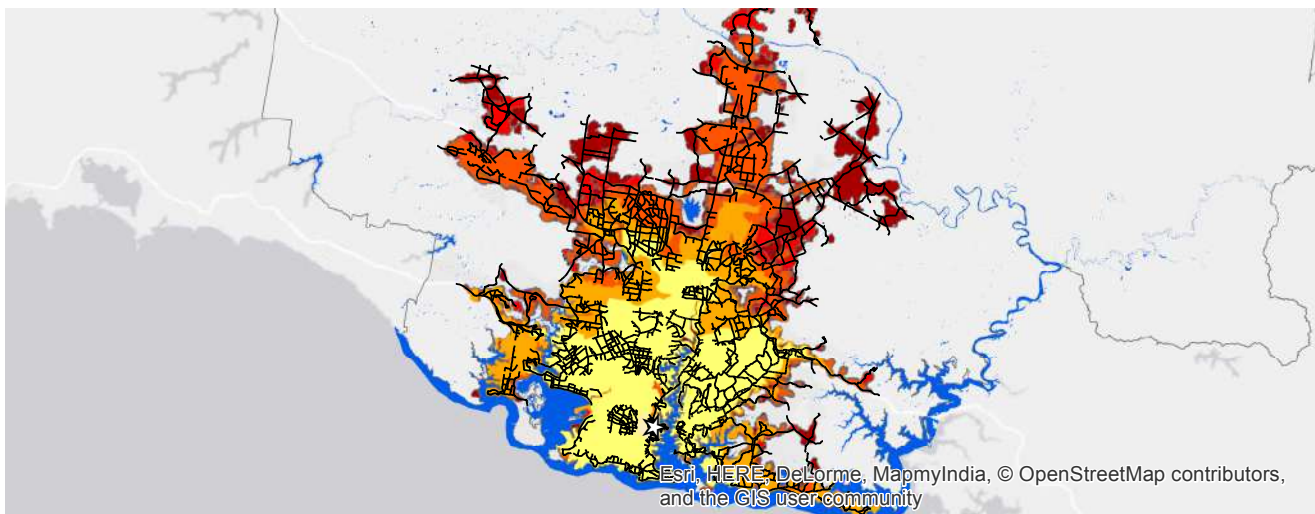 Esri, HERE, DeLorme, MapmyIndia, © OpenStreetMap contributors,
and the GIS user community